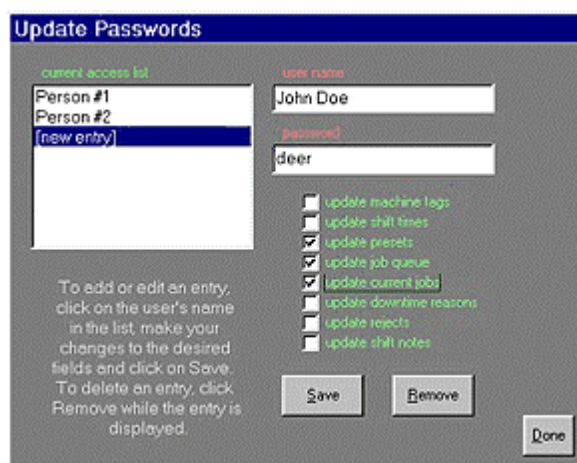 Update Passwords
current access list
Person #1
Person #2
[new entry]
user name
John Doe
password
deer
update machine tags
update shift times
update presets
update job queue
update current jobs
update downtime reasons
update rejects
update shift notes
To add or edit an entry,
click on the user's name
in the list, make your
changes to the desired
fields and click on Save.
To delete an entry, click
Remove while the entry is
displayed.
Save
Remove
Done